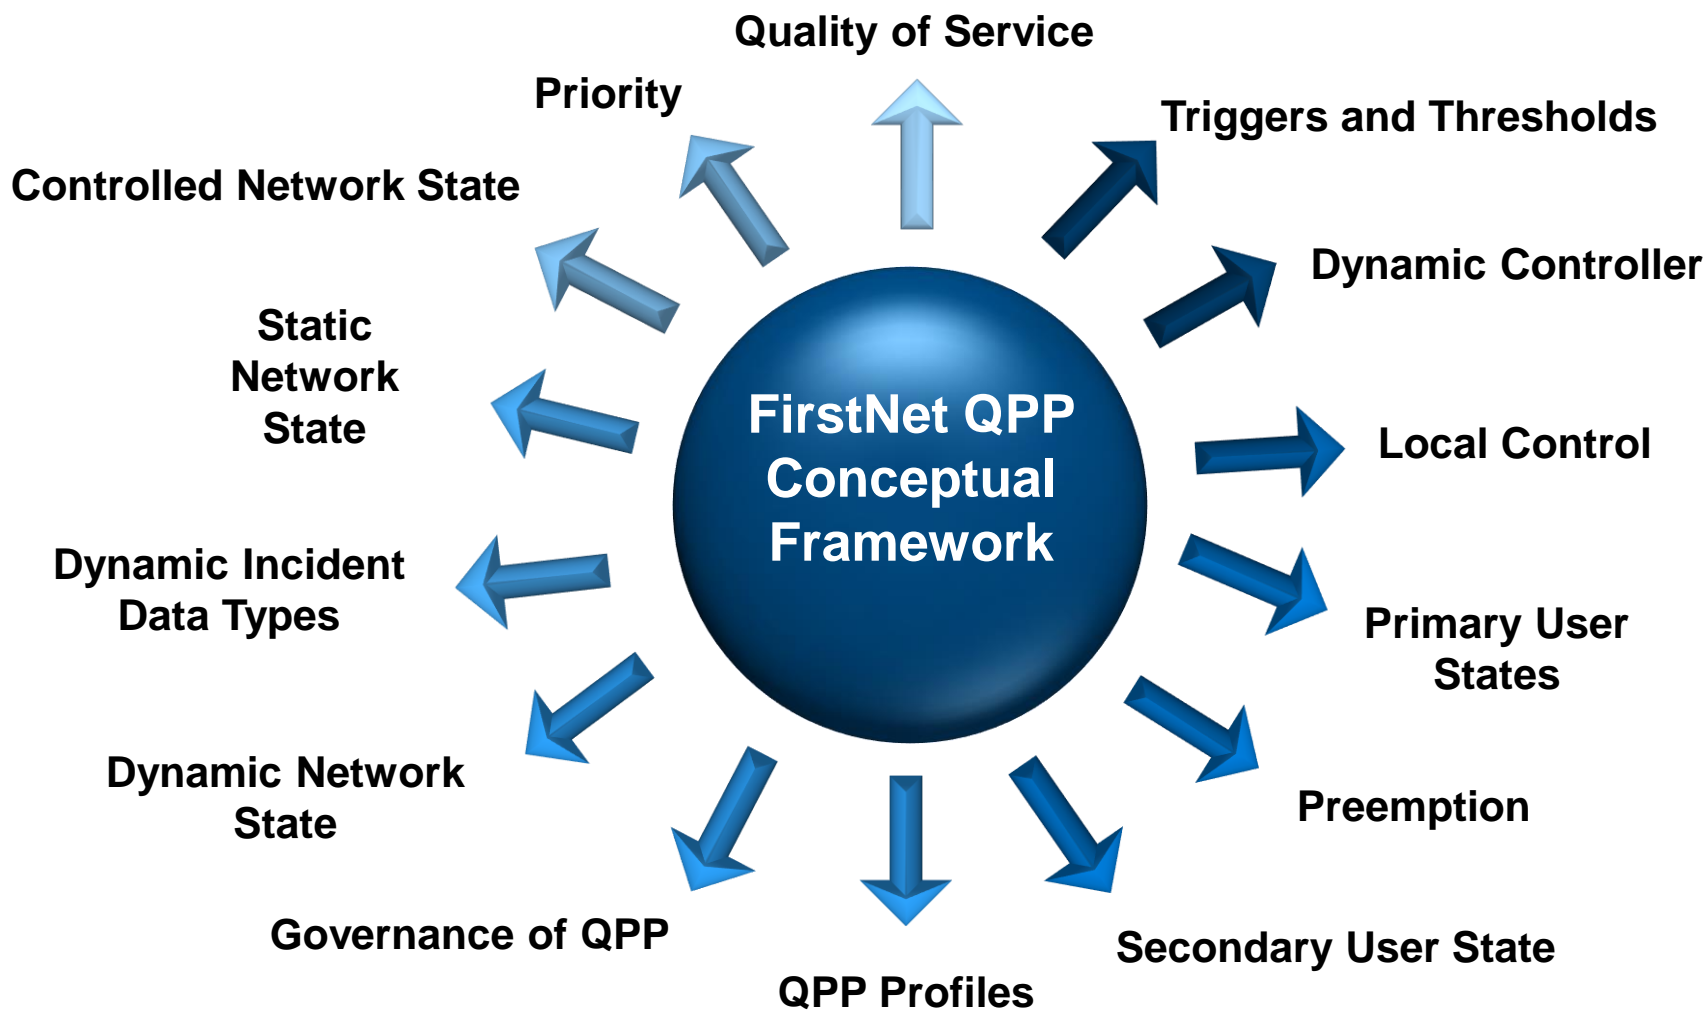 Quality of Service
Priority
Triggers and Thresholds
Controlled Network State
Dynamic Controller
Static
Network
State
FirstNet QPP
Conceptual
Framework
Local Control
Dynamic Incident
Data Types
Primary User
States
Dynamic Network
State
Preemption
Governance of QPP
Secondary User State
QPP Profiles